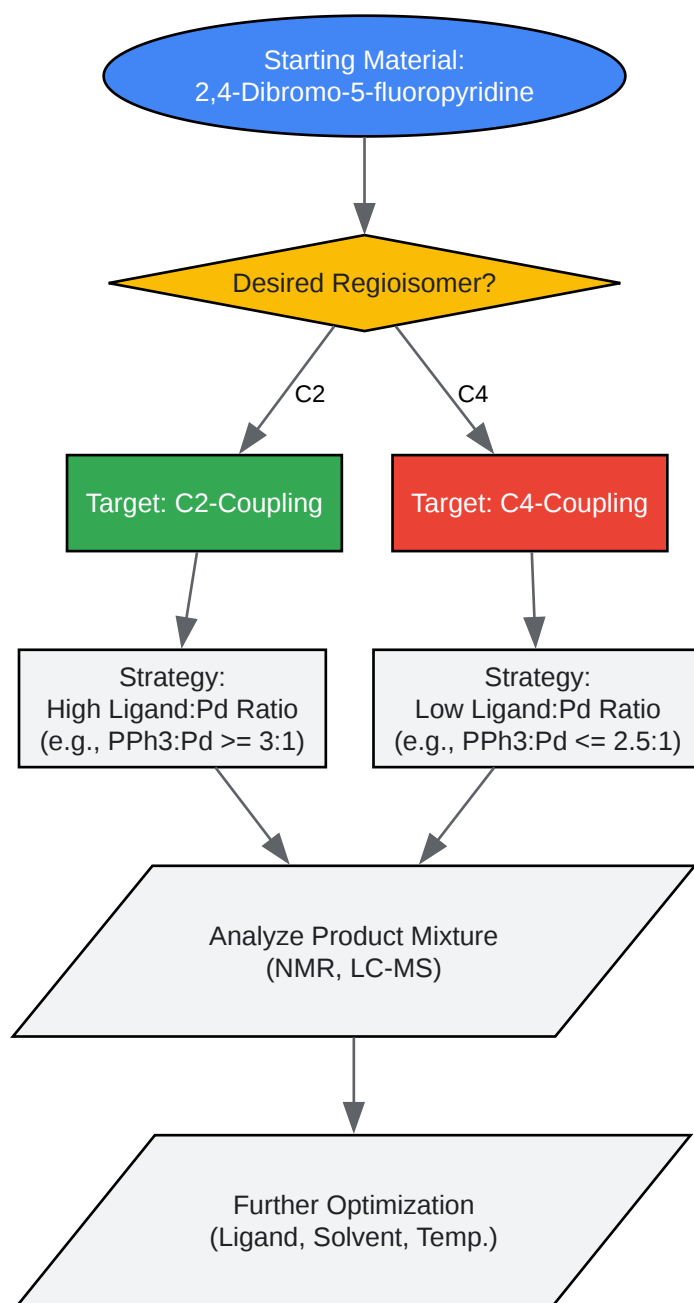 Starting Material:
2,4-Dibromo-5-fluoropyridine
Desired Regioisomer?
C2
C4
Target: C2-Coupling
Target: C4-Coupling
Strategy:
High Ligand:Pd Ratio
(e.g., PPh3:Pd >= 3:1)
Strategy:
Low Ligand:Pd Ratio
(e.g., PPh3:Pd <= 2.5:1)
Analyze Product Mixture
(NMR, LC-MS)
Further Optimization
(Ligand, Solvent, Temp.)